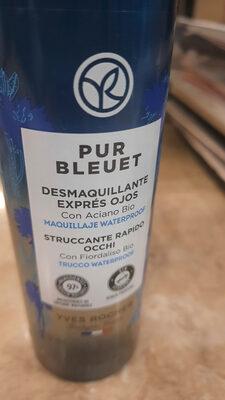 PUR
BLEUET
DESMAQUILLANTE
EXPRÉS OJOS
Con Aciano Bio
MAQUILLAJE WATERPROOF
STRUCCANTE RAPIDO
OCCHI
Con Fiordaliso Bio
TRUCCO WATERPROOF
97%
YVES ROCHER